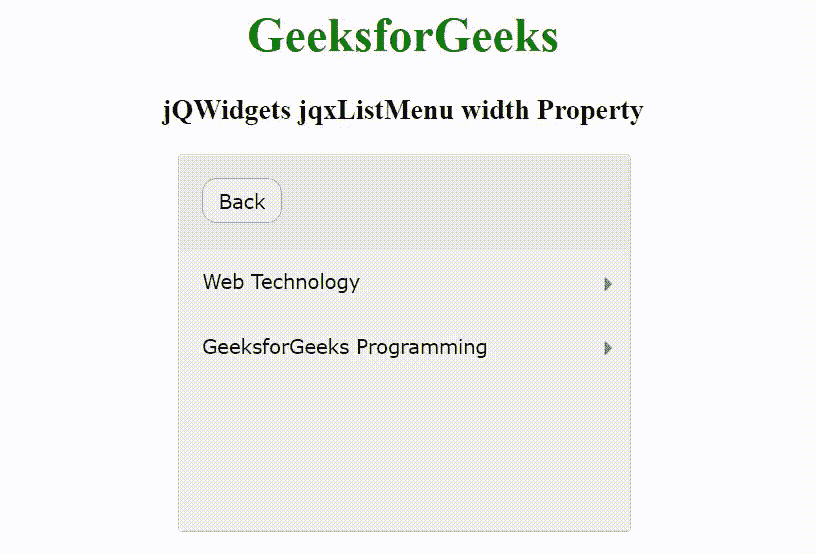 GeeksforGeeks
jQWidgets jqxListMenu width Property
Back
Web Technology
GeeksforGeeks Programming